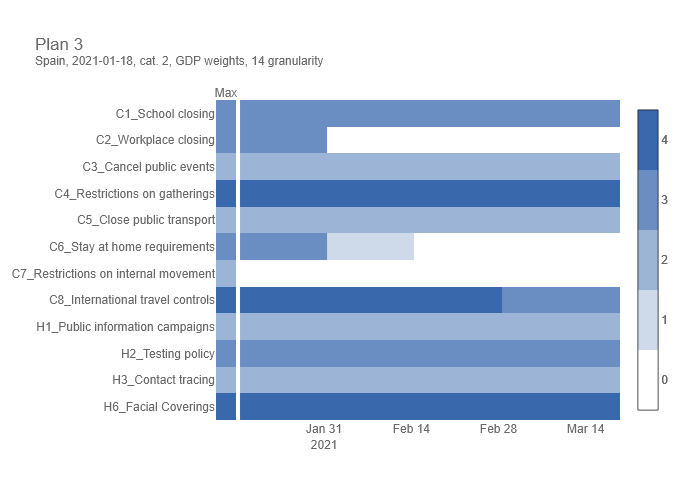 Plan 3
Spain, 2021-01-18, cat. 2, GDP weights, 14 granularity
Max
C1_School closing
C2_Workplace closing
C3_Cancel public events
C4_Restrictions on gatherings
C5_Close public transport
C6_Stay at home requirements
C7_Restrictions on internal movement
C8_International travel controls
H1_Public information campaigns
H2_Testing policy
H3_Contact tracing
H6_Facial Coverings
Jan 31 Feb 14 Feb 28 Mar 14
2021
4
3
2
1
0